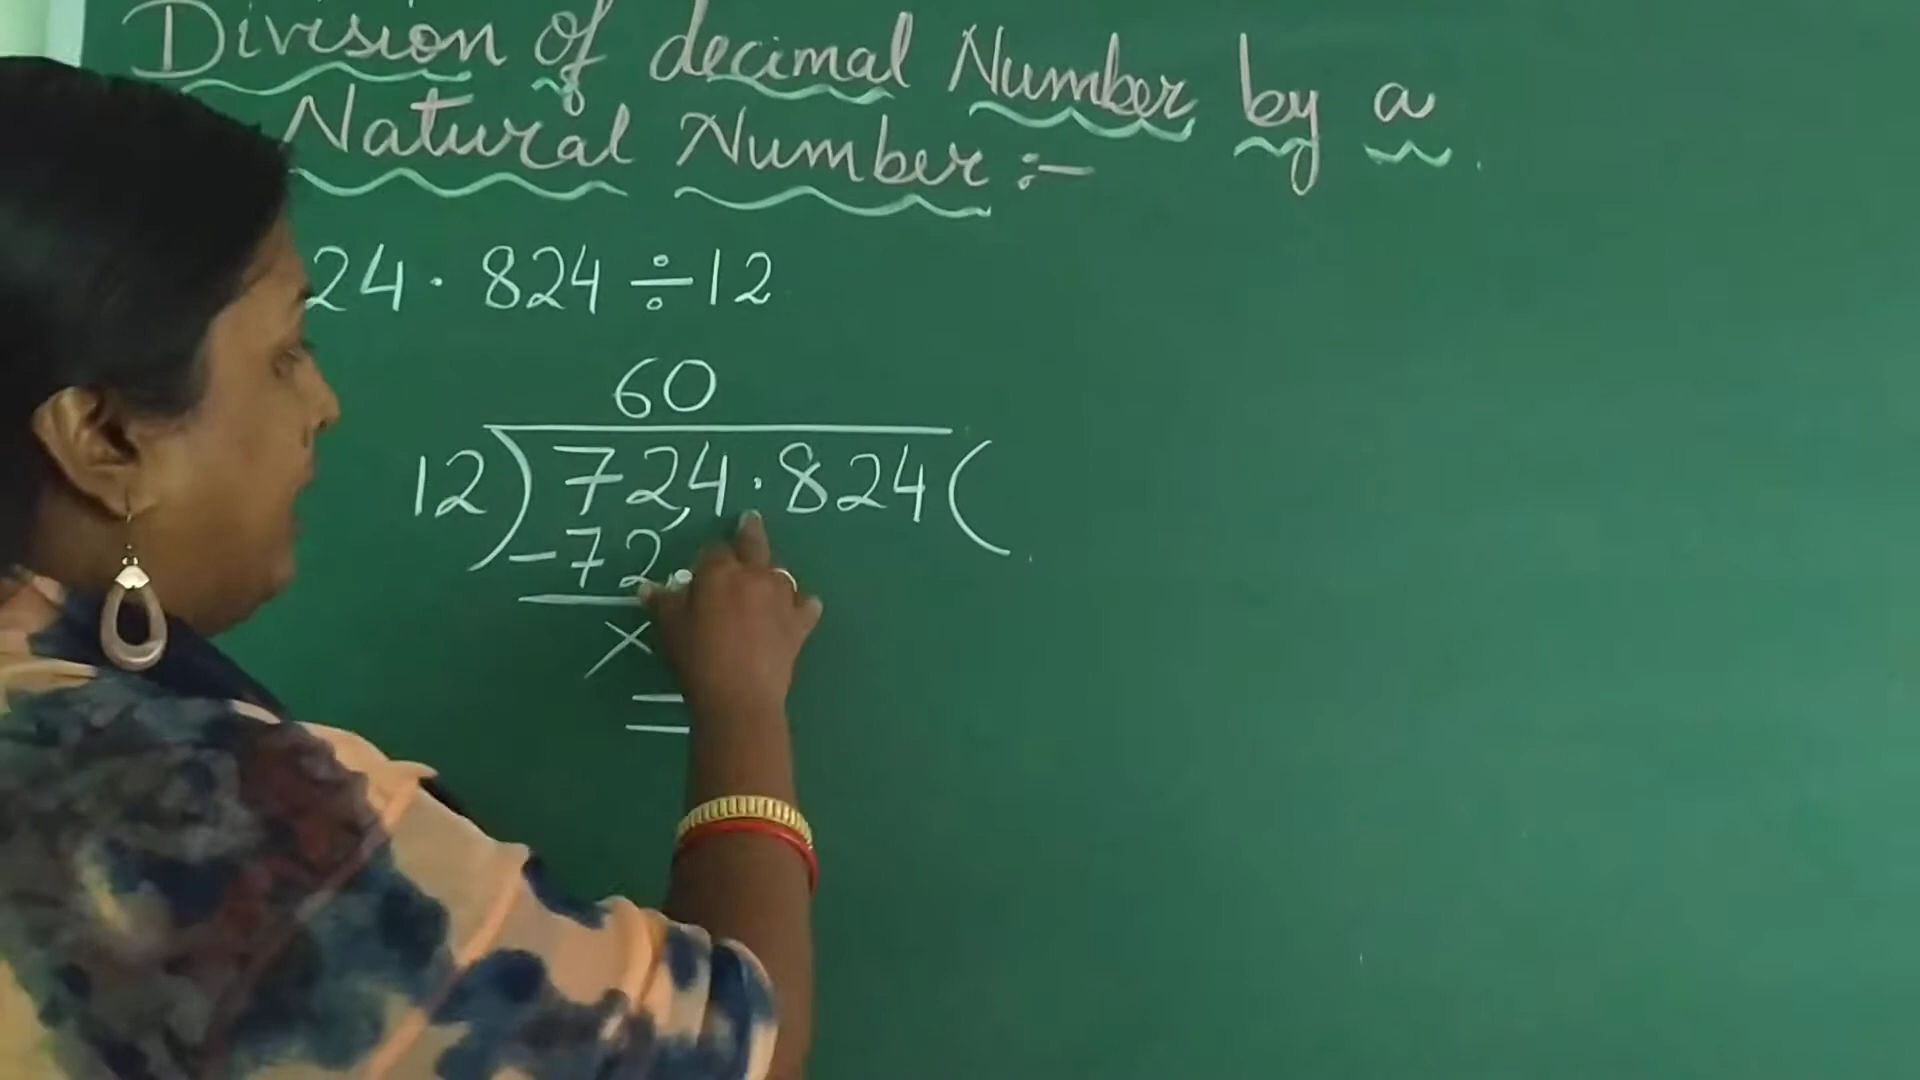 Division of decimal Number by a
Natural Number :-
24.824 ÷ 12
60
12)724.824(
-72
×
=